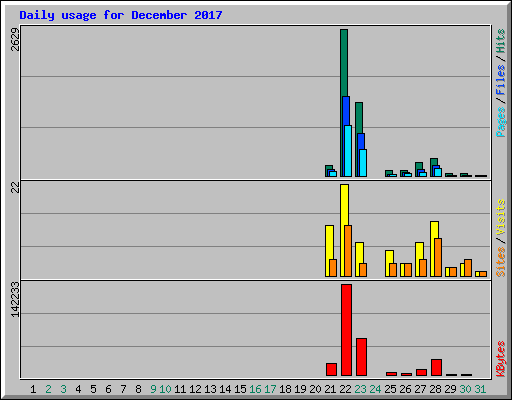 Daily usage for December 2017
2629
22
142233
Pages / Files / Hits
Sites / Visits
KBytes
1 2 3 4 5 6 7 8 9 10 11 12 13 14 15 16 17 18 19 20 21 22 23 24 25 26 27 28 29 30 31